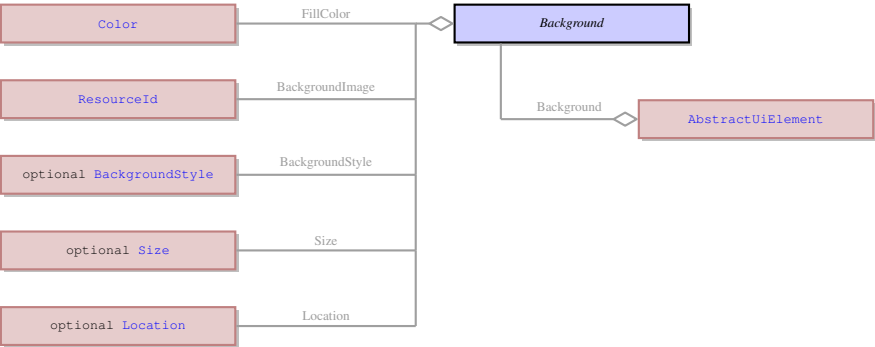 Color
FillColor
Background
ResourceId
BackgroundImage
Background
AbstractUiElement
optional BackgroundStyle
BackgroundStyle
optional Size
Size
optional Location
Location